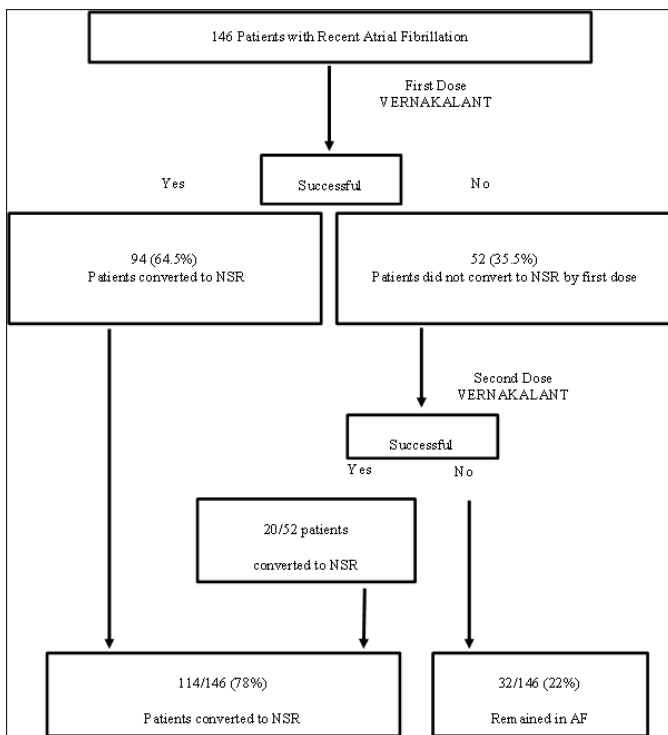 146 Patients with Recent Atrial Fibrillation
First Dose
VERNAKALANT
Yes
Successful
No
94 (64.5%)
Patients converted to NSR
52 (35.5%)
Patients did not convert to NSR by first dose
Second Dose
VERNAKALANT
Successful
Yes
No
20/52 patients
converted to NSR
114/146 (78%)
Patients converted to NSR
32/146 (22%)
Remained in AF